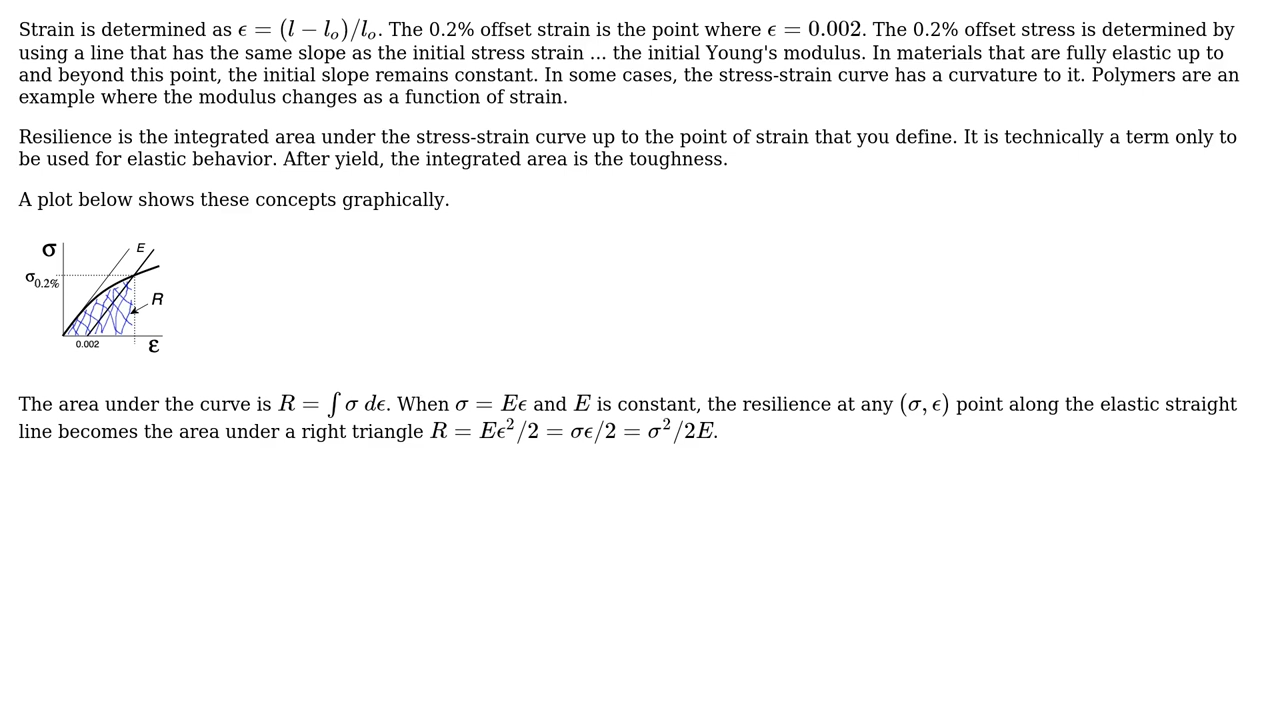 Strain is determined as ϵ = (l − lₒ)/lₒ. The 0.2% offset strain is the point where ϵ = 0.002. The 0.2% offset stress is determined by
using a line that has the same slope as the initial stress strain ... the initial Young's modulus. In materials that are fully elastic up to
and beyond this point, the initial slope remains constant. In some cases, the stress-strain curve has a curvature to it. Polymers are an
example where the modulus changes as a function of strain.
Resilience is the integrated area under the stress-strain curve up to the point of strain that you define. It is technically a term only to
be used for elastic behavior. After yield, the integrated area is the toughness.
A plot below shows these concepts graphically.
σ
E
σ0.2%
R
0.002
ε
The area under the curve is R = ∫ σ dϵ. When σ = Eϵ and E is constant, the resilience at any (σ, ϵ) point along the elastic straight
line becomes the area under a right triangle R = Eϵ²/2 = σϵ/2 = σ²/2E.